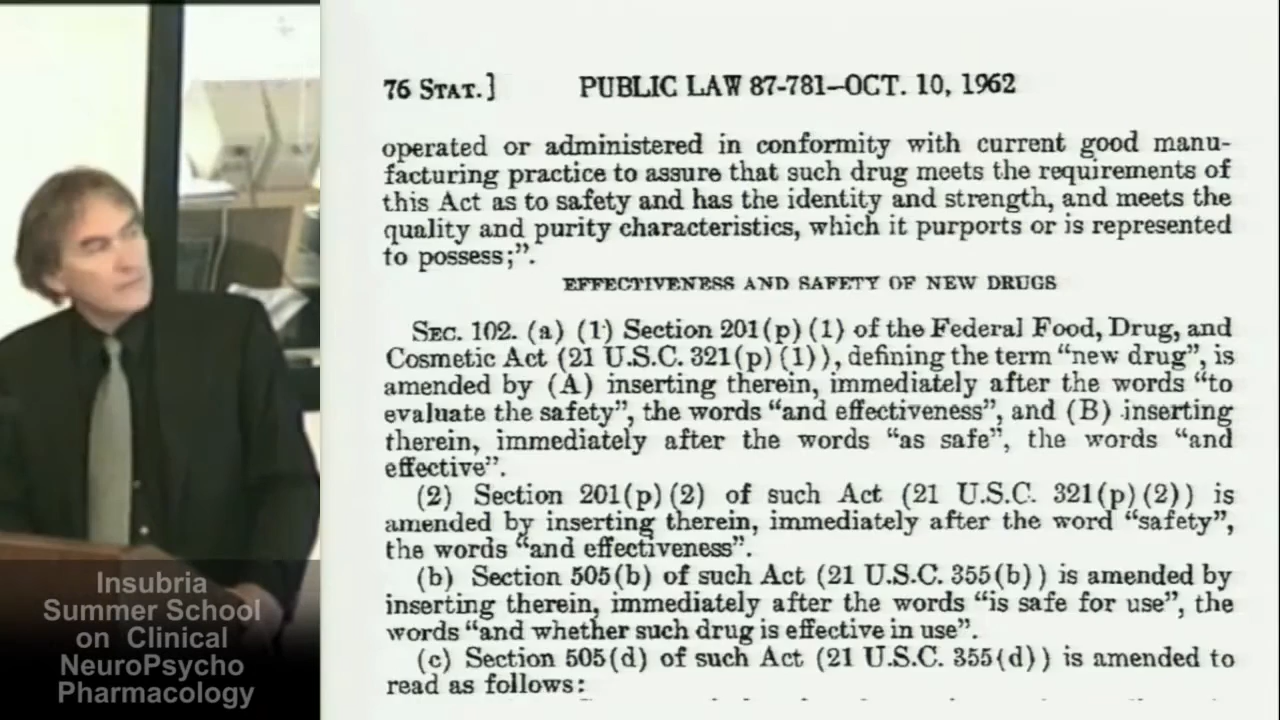 76 STAT.] PUBLIC LAW 87-781—OCT. 10, 1962
operated or administered in conformity with current good manu-
facturing practice to assure that such drug meets the requirements of
this Act as to safety and has the identity and strength, and meets the
quality and purity characteristics, which it purports or is represented
to possess;”.
EFFECTIVENESS AND SAFETY OF NEW DRUGS
SEC. 102. (a) (1) Section 201(p) (1) of the Federal Food, Drug, and
Cosmetic Act (21 U.S.C. 321(p) (1)), defining the term “new drug”, is
amended by (A) inserting therein, immediately after the words “to
evaluate the safety”, the words “and effectiveness”, and (B) inserting
therein, immediately after the words “as safe”, the words “and
effective”.
(2) Section 201(p) (2) of such Act (21 U.S.C. 321(p) (2)) is
amended by inserting therein, immediately after the word “safety”,
the words “and effectiveness”.
(b) Section 505(b) of such Act (21 U.S.C. 355(b)) is amended by
inserting therein, immediately after the words “is safe for use”, the
words “and whether such drug is effective in use”.
(c) Section 505(d) of such Act (21 U.S.C. 355(d)) is amended to
read as follows:
Insubria
Summer School
on Clinical
NeuroPsycho
Pharmacology